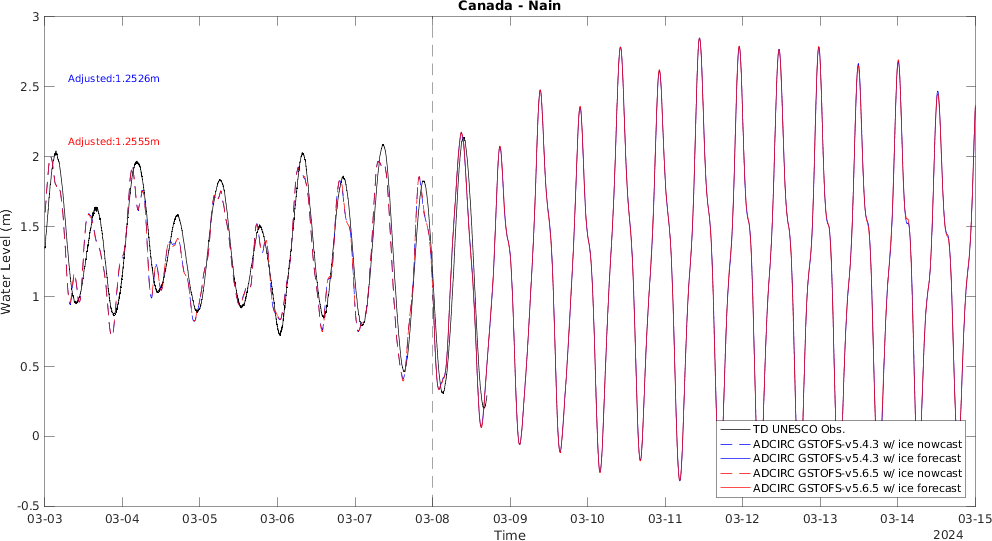 Canada - Nain
3
2.5
2
1.5
1
0.5
0
-0.5
Water Level (m)
Adjusted:1.2526m
Adjusted:1.2555m
TD UNESCO Obs.
ADCIRC GSTOFS-v5.4.3 w/ ice nowcast
ADCIRC GSTOFS-v5.4.3 w/ ice forecast
ADCIRC GSTOFS-v5.6.5 w/ ice nowcast
ADCIRC GSTOFS-v5.6.5 w/ ice forecast
03-03 03-04 03-05 03-06 03-07 03-08 03-09 03-10 03-11 03-12 03-13 03-14 03-15
Time
2024